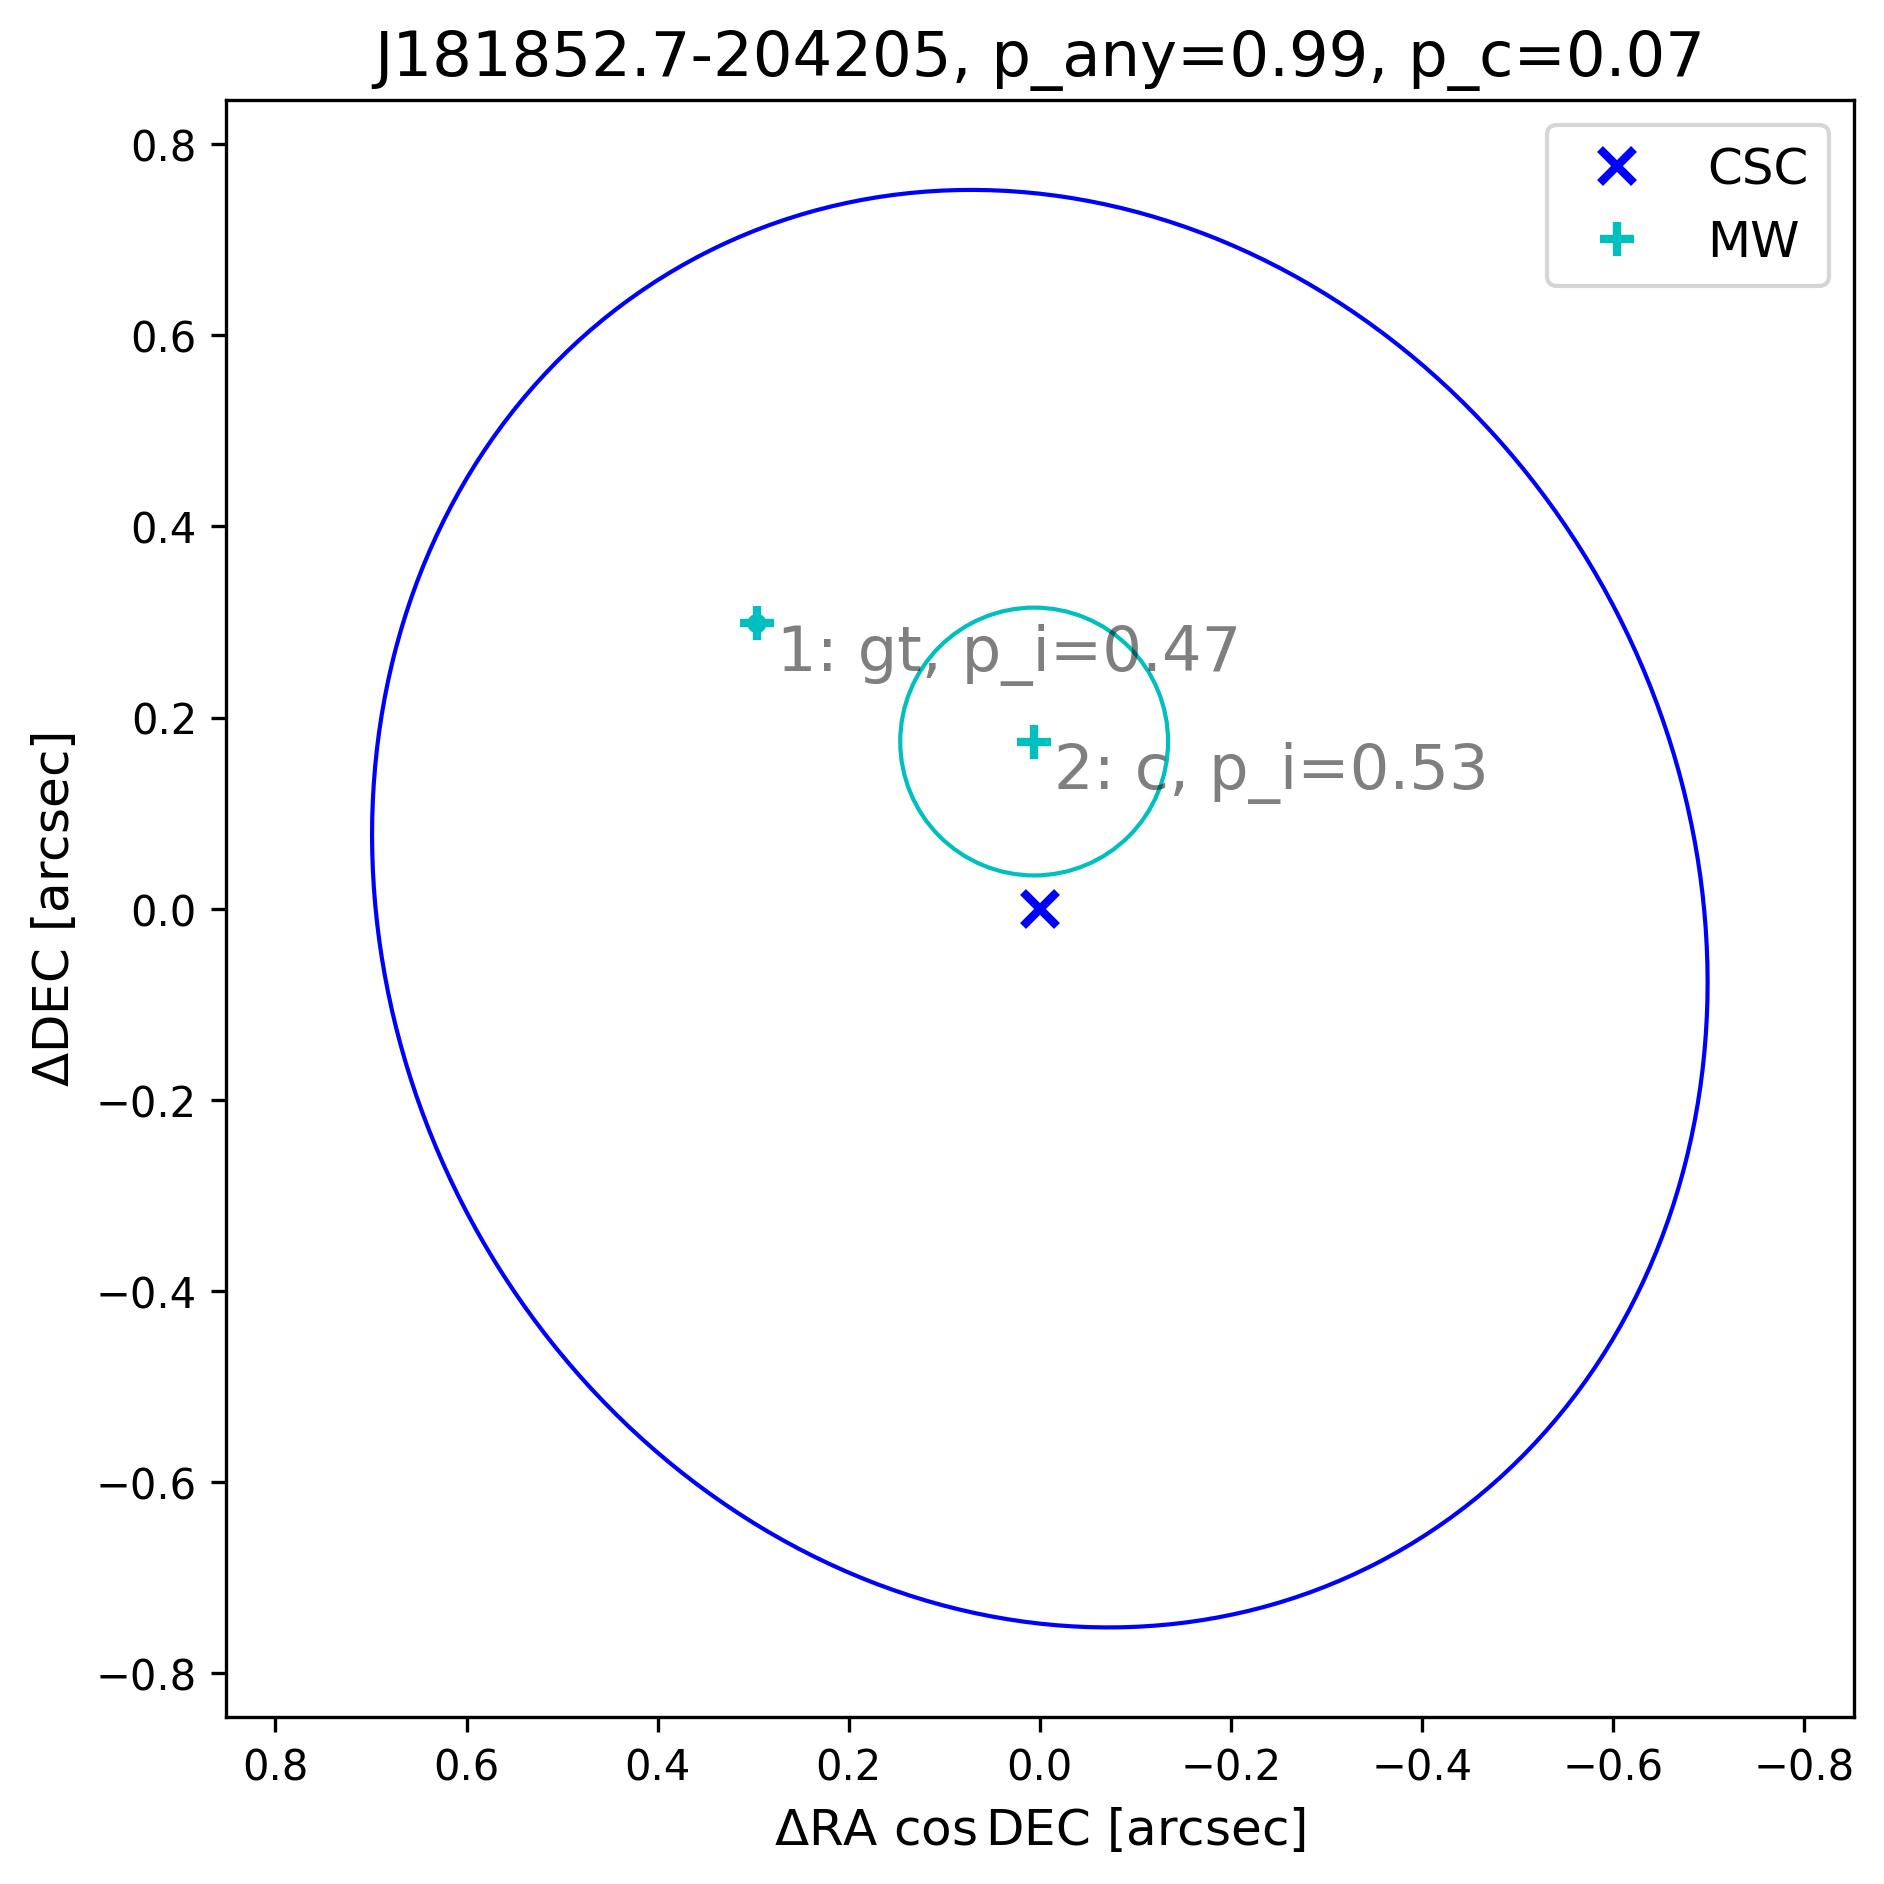 J181852.7-204205, p_any=0.99, p_c=0.07
CSC
MW
0.8
0.6
0.4
0.2
0.0
−0.2
−0.4
−0.6
−0.8
ΔDEC [arcsec]
1: gt, p_i=0.47
2: c, p_i=0.53
0.8 0.6 0.4 0.2 0.0 −0.2 −0.4 −0.6 −0.8
ΔRA cos DEC [arcsec]